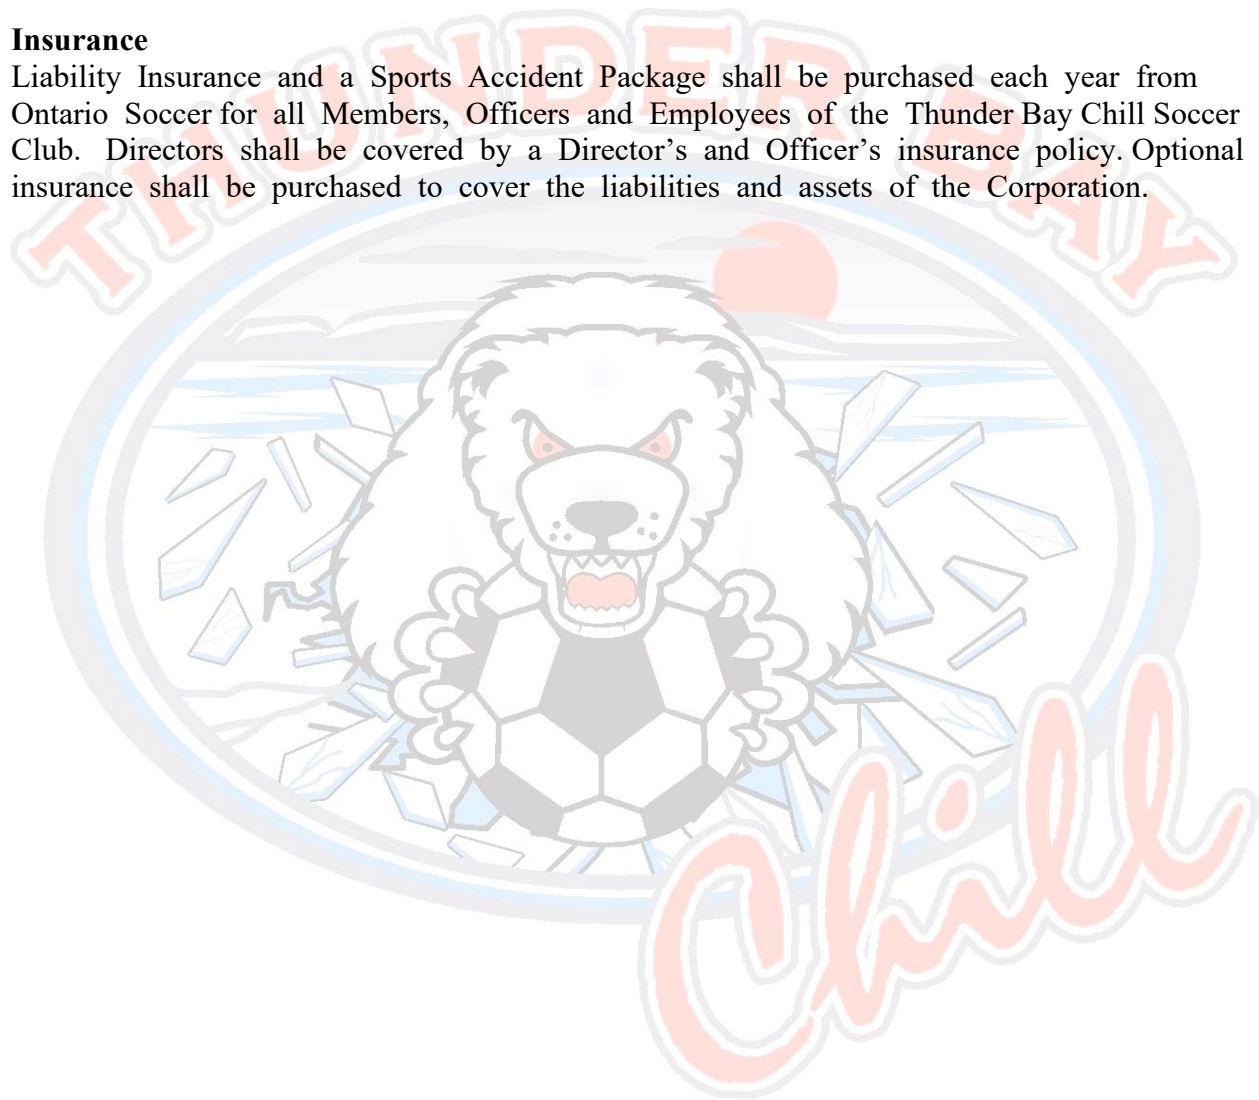 Insurance
Liability Insurance and a Sports Accident Package shall be purchased each year from
Ontario Soccer for all Members, Officers and Employees of the Thunder Bay Chill Soccer
Club. Directors shall be covered by a Director’s and Officer’s insurance policy. Optional
insurance shall be purchased to cover the liabilities and assets of the Corporation.
THUNDER BAY
Chill